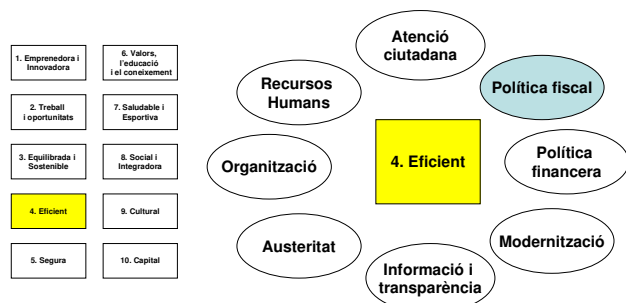 1. Emprenedora i
Innovadora
2. Treball
i oportunitats
3. Equilibrada i
Sostenible
4. Eficient
5. Segura
6. Valors,
l'educació
i el coneixement
7. Saludable i
Esportiva
8. Social i
Integradora
9. Cultural
10. Capital
Atenció
ciutadana
Política fiscal
Política
financera
Modernització
Informació i
transparència
Austeritat
Organització
Recursos
Humans
4. Eficient